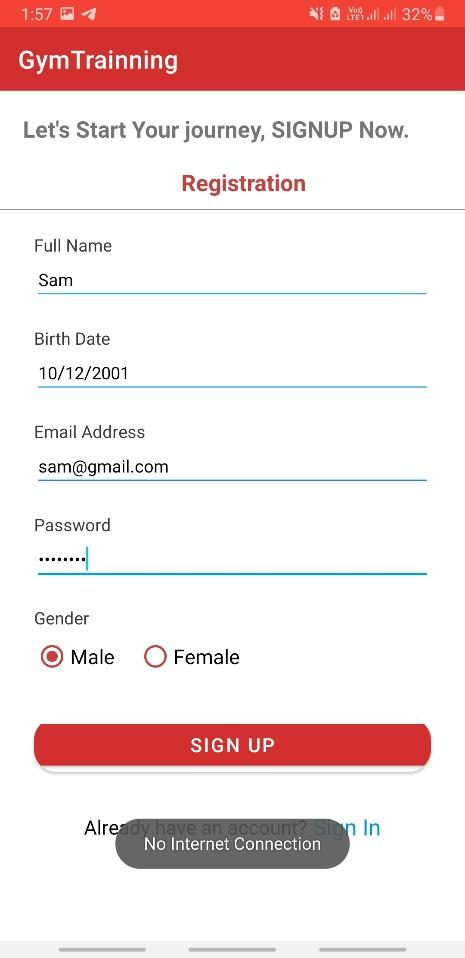 1:57 Vo) LTE1 32%
GymTrainning
Let's Start Your journey, SIGNUP Now.
Registration
Full Name
Sam
Birth Date
10/12/2001
Email Address
sam@gmail.com
Password
••••••••
Gender
Male Female
SIGN UP
Already have an account? Sign In
No Internet Connection